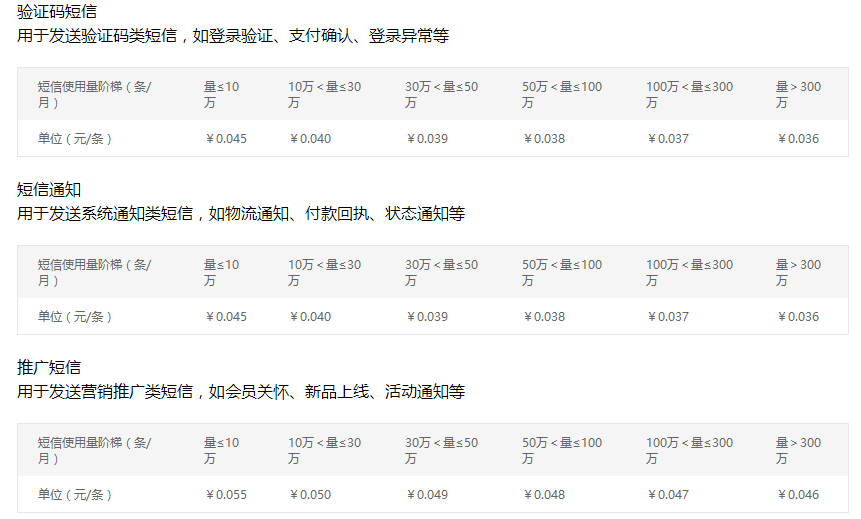 验证码短信
用于发送验证码类短信，如登录验证、支付确认、登录异常等
短信使用量阶梯（条/月） 量≤10万 10万＜量≤30万 30万＜量≤50万 50万＜量≤100万 100万＜量≤300万 量＞300万
单位（元/条） ￥0.045 ￥0.040 ￥0.039 ￥0.038 ￥0.037 ￥0.036
短信通知
用于发送系统通知类短信，如物流通知、付款回执、状态通知等
短信使用量阶梯（条/月） 量≤10万 10万＜量≤30万 30万＜量≤50万 50万＜量≤100万 100万＜量≤300万 量＞300万
单位（元/条） ￥0.045 ￥0.040 ￥0.039 ￥0.038 ￥0.037 ￥0.036
推广短信
用于发送营销推广类短信，如会员关怀、新品上线、活动通知等
短信使用量阶梯（条/月） 量≤10万 10万＜量≤30万 30万＜量≤50万 50万＜量≤100万 100万＜量≤300万 量＞300万
单位（元/条） ￥0.055 ￥0.050 ￥0.049 ￥0.048 ￥0.047 ￥0.046